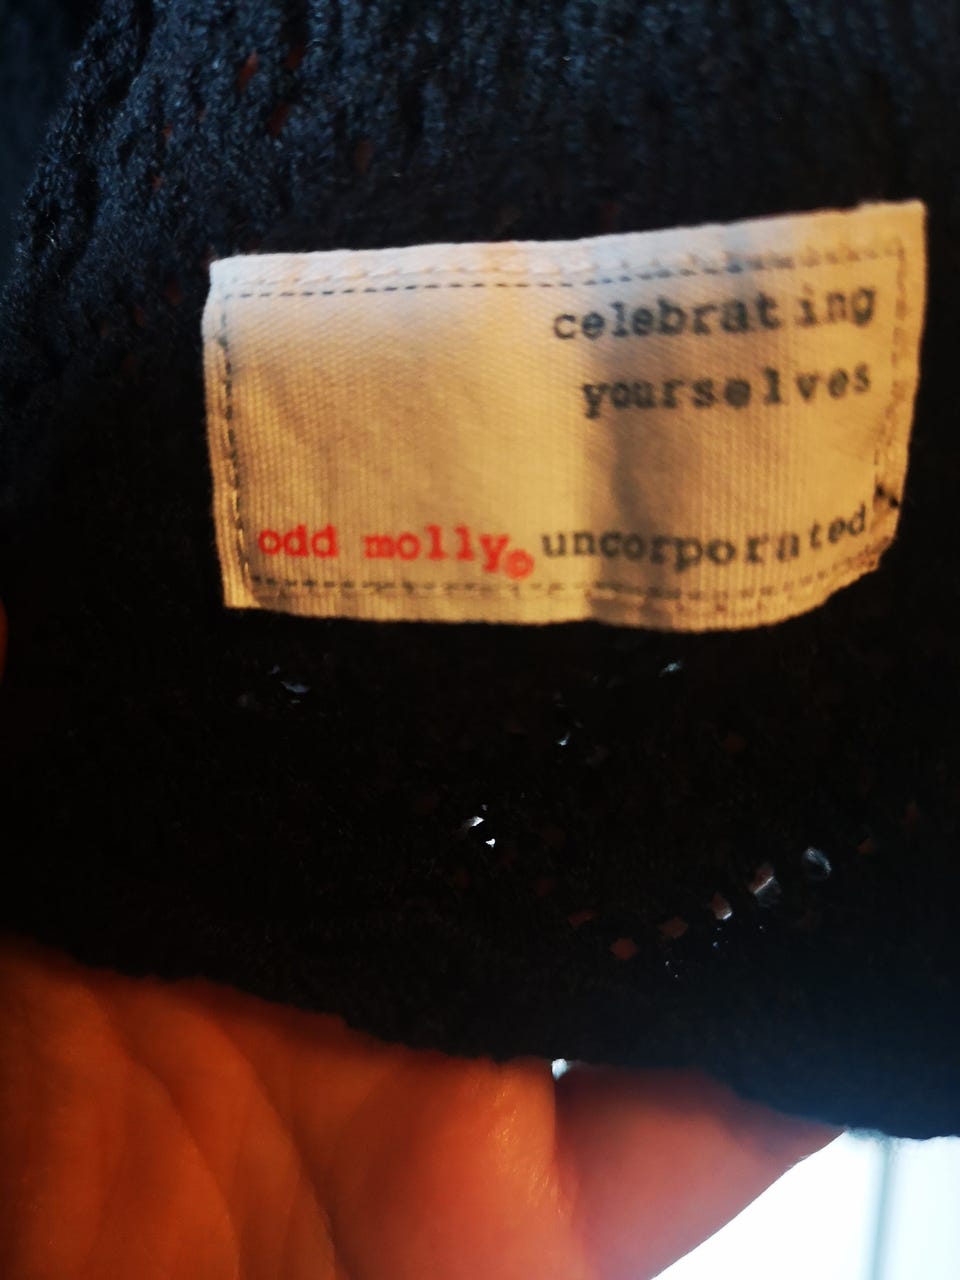 celebrating
yourselves
odd molly© uncorporated